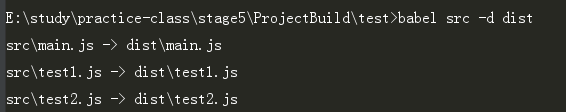 E:\study\practice-class\stage5\ProjectBuild\test>babel src -d dist
src\main.js -> dist\main.js
src\test1.js -> dist\test1.js
src\test2.js -> dist\test2.js